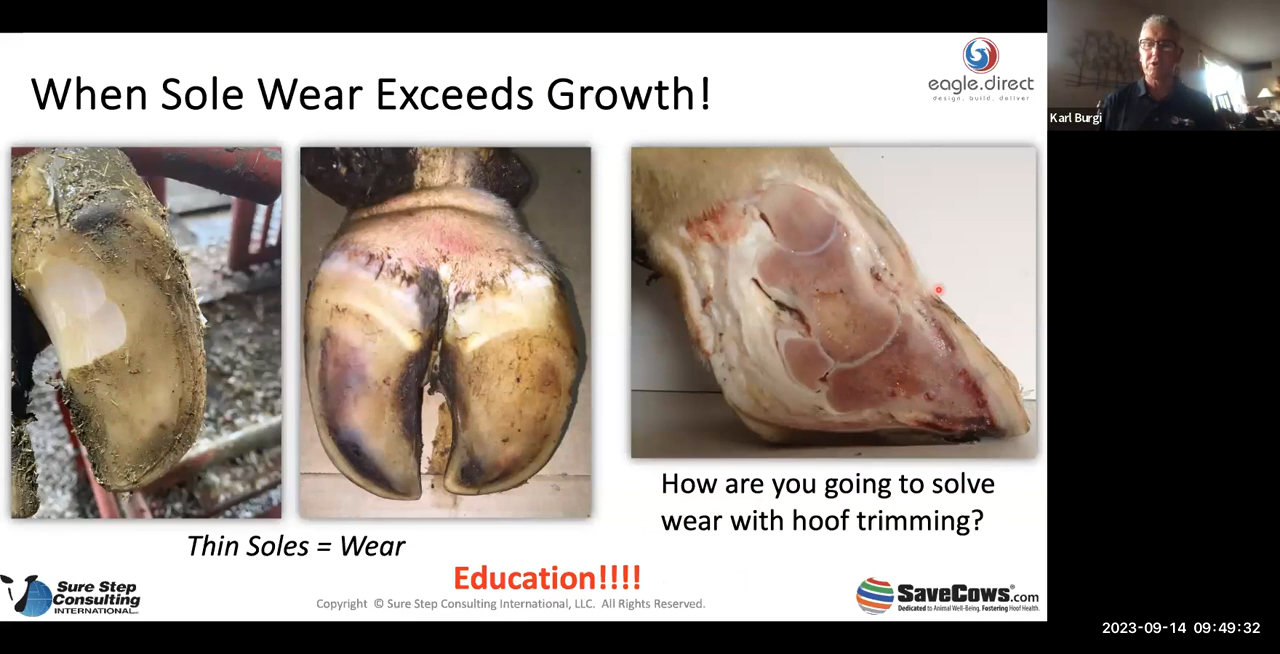 When Sole Wear Exceeds Growth!
eagle.direct
design. build. deliver
Karl Burgi
How are you going to solve
wear with hoof trimming?
Thin Soles = Wear
Education!!!!
Copyright © Sure Step Consulting International, LLC. All Rights Reserved.
Sure Step
Consulting
INTERNATIONAL
SaveCows.com
Dedicated to Animal Well-Being. Fostering Hoof Health.
2023-09-14 09:49:32